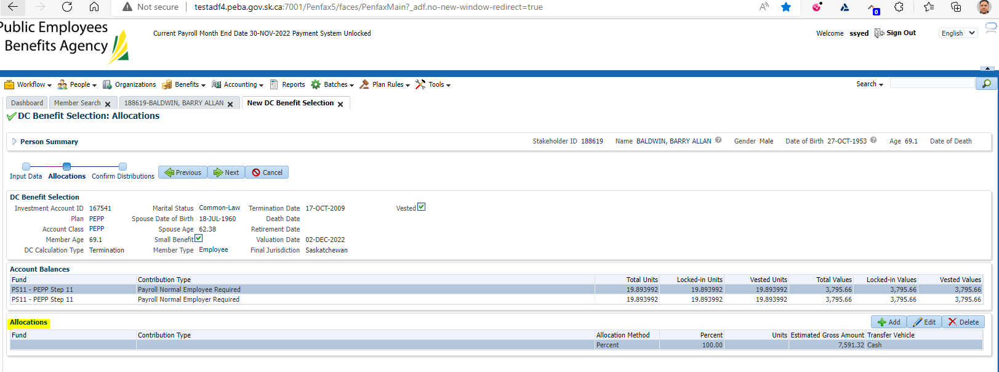 Not secure testadf4.peba.gov.sk.ca:7001/Penfax5/faces/PenfaxMain?_adf.no-new-window-redirect=true
0
Public Employees
Benefits Agency
Current Payroll Month End Date 30-NOV-2022 Payment System Unlocked
Welcome ssyed Sign Out English
Workflow People Organizations Benefits Accounting Reports Batches Plan Rules Tools Search
Dashboard Member Search 188619-BALDWIN, BARRY ALLAN New DC Benefit Selection
DC Benefit Selection: Allocations
Person Summary Stakeholder ID 188619 Name BALDWIN, BARRY ALLAN Gender Male Date of Birth 27-OCT-1953 Age 69.1 Date of Death
Input Data Allocations Confirm Distributions Previous Next Cancel
DC Benefit Selection
Investment Account ID 167541 Marital Status Common-Law Termination Date 17-OCT-2009 Vested
Plan PEPP Spouse Date of Birth 18-JUL-1960 Death Date
Account Class PEPP Spouse Age 62.38 Retirement Date
Member Age 69.1 Small Benefit Valuation Date 02-DEC-2022
DC Calculation Type Termination Member Type Employee Final Jurisdiction Saskatchewan
Account Balances
Fund Contribution Type Total Units Locked-in Units Vested Units Total Values Locked-in Values Vested Values
PS11 - PEPP Step 11 Payroll Normal Employee Required 19.893992 19.893992 19.893992 3,795.66 3,795.66 3,795.66
PS11 - PEPP Step 11 Payroll Normal Employer Required 19.893992 19.893992 19.893992 3,795.66 3,795.66 3,795.66
Allocations Add Edit Delete
Fund Contribution Type Allocation Method Percent Units Estimated Gross Amount Transfer Vehicle
Percent 100.00 7,591.32 Cash